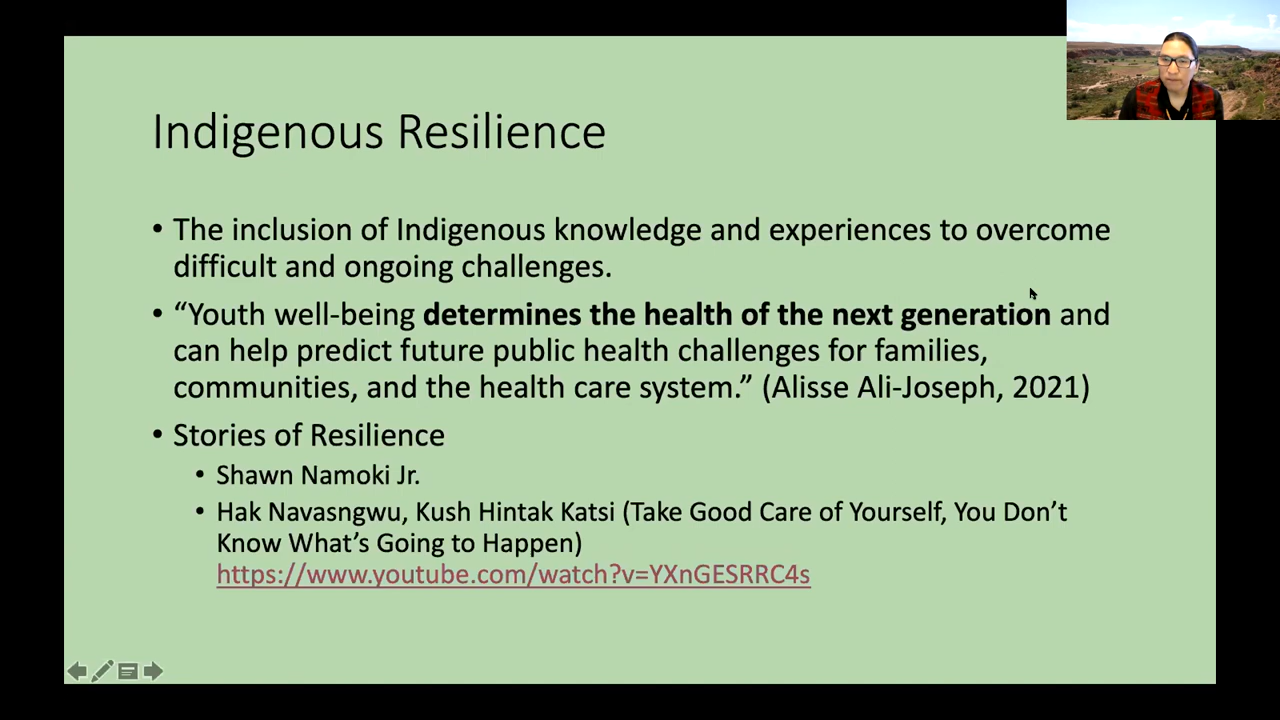 Indigenous Resilience
• The inclusion of Indigenous knowledge and experiences to overcome
difficult and ongoing challenges.
• “Youth well-being determines the health of the next generation and
can help predict future public health challenges for families,
communities, and the health care system.” (Alisse Ali-Joseph, 2021)
• Stories of Resilience
• Shawn Namoki Jr.
• Hak Navasngwu, Kush Hintak Katsi (Take Good Care of Yourself, You Don’t
Know What’s Going to Happen)
https://www.youtube.com/watch?v=YXnGESRRC4s